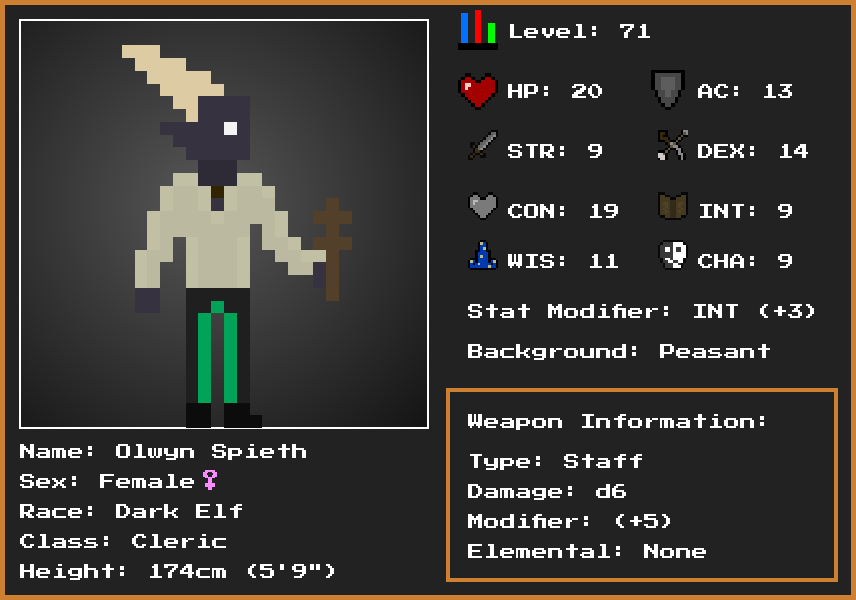 Level: 71
HP: 20 AC: 13
STR: 9 DEX: 14
CON: 19 INT: 9
WIS: 11 CHA: 9
Stat Modifier: INT (+3)
Background: Peasant
Weapon Information:
Type: Staff
Damage: d6
Modifier: (+5)
Elemental: None
Name: Olwyn Spieth
Sex: Female♀
Race: Dark Elf
Class: Cleric
Height: 174cm (5'9")